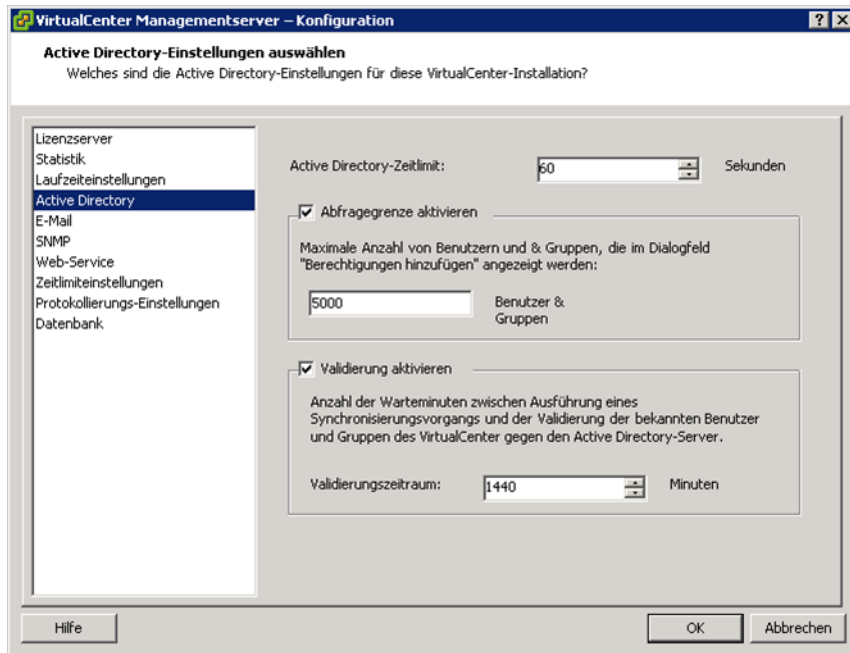 VirtualCenter Managementserver – Konfiguration
Active Directory-Einstellungen auswählen
Welches sind die Active Directory-Einstellungen für diese VirtualCenter-Installation?
Lizenzserver
Statistik
Laufzeiteinstellungen
Active Directory
E-Mail
SNMP
Web-Service
Zeitlimiteinstellungen
Protokollierungs-Einstellungen
Datenbank
Active Directory-Zeitlimit:
60
Sekunden
Abfragegrenze aktivieren
Maximale Anzahl von Benutzern und & Gruppen, die im Dialogfeld
"Berechtigungen hinzufügen" angezeigt werden:
5000
Benutzer &
Gruppen
Validierung aktivieren
Anzahl der Warteminuten zwischen Ausführung eines
Synchronisierungsvorgangs und der Validierung der bekannten Benutzer
und Gruppen des VirtualCenter gegen den Active Directory-Server.
Validierungszeitraum:
1440
Minuten
Hilfe
OK
Abbrechen